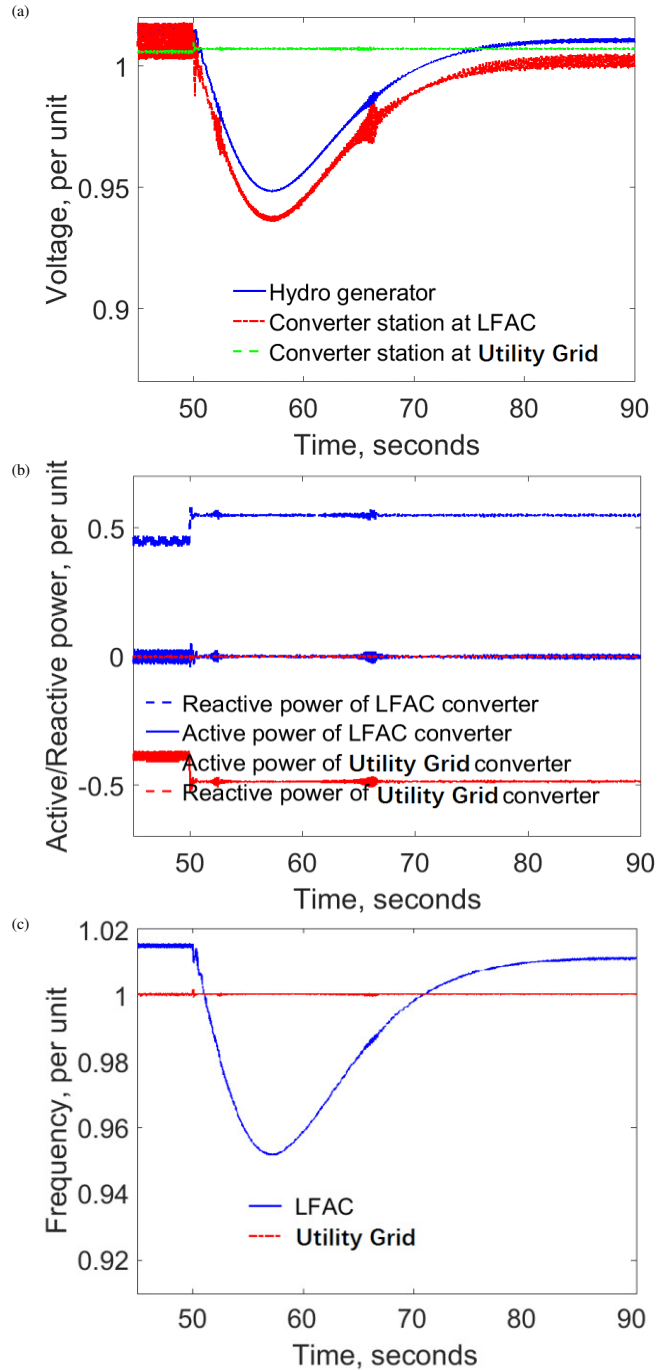 (a)
Voltage, per unit
1
0.95
0.9
Hydro generator
Converter station at LFAC
Converter station at Utility Grid
50 60 70 80 90
Time, seconds
(b)
Active/Reactive power, per unit
0.5
0
-0.5
Reactive power of LFAC converter
Active power of LFAC converter
Active power of Utility Grid converter
Reactive power of Utility Grid converter
50 60 70 80 90
Time, seconds
(c)
Frequency, per unit
1.02
1
0.98
0.96
0.94
0.92
LFAC
Utility Grid
50 60 70 80 90
Time, seconds